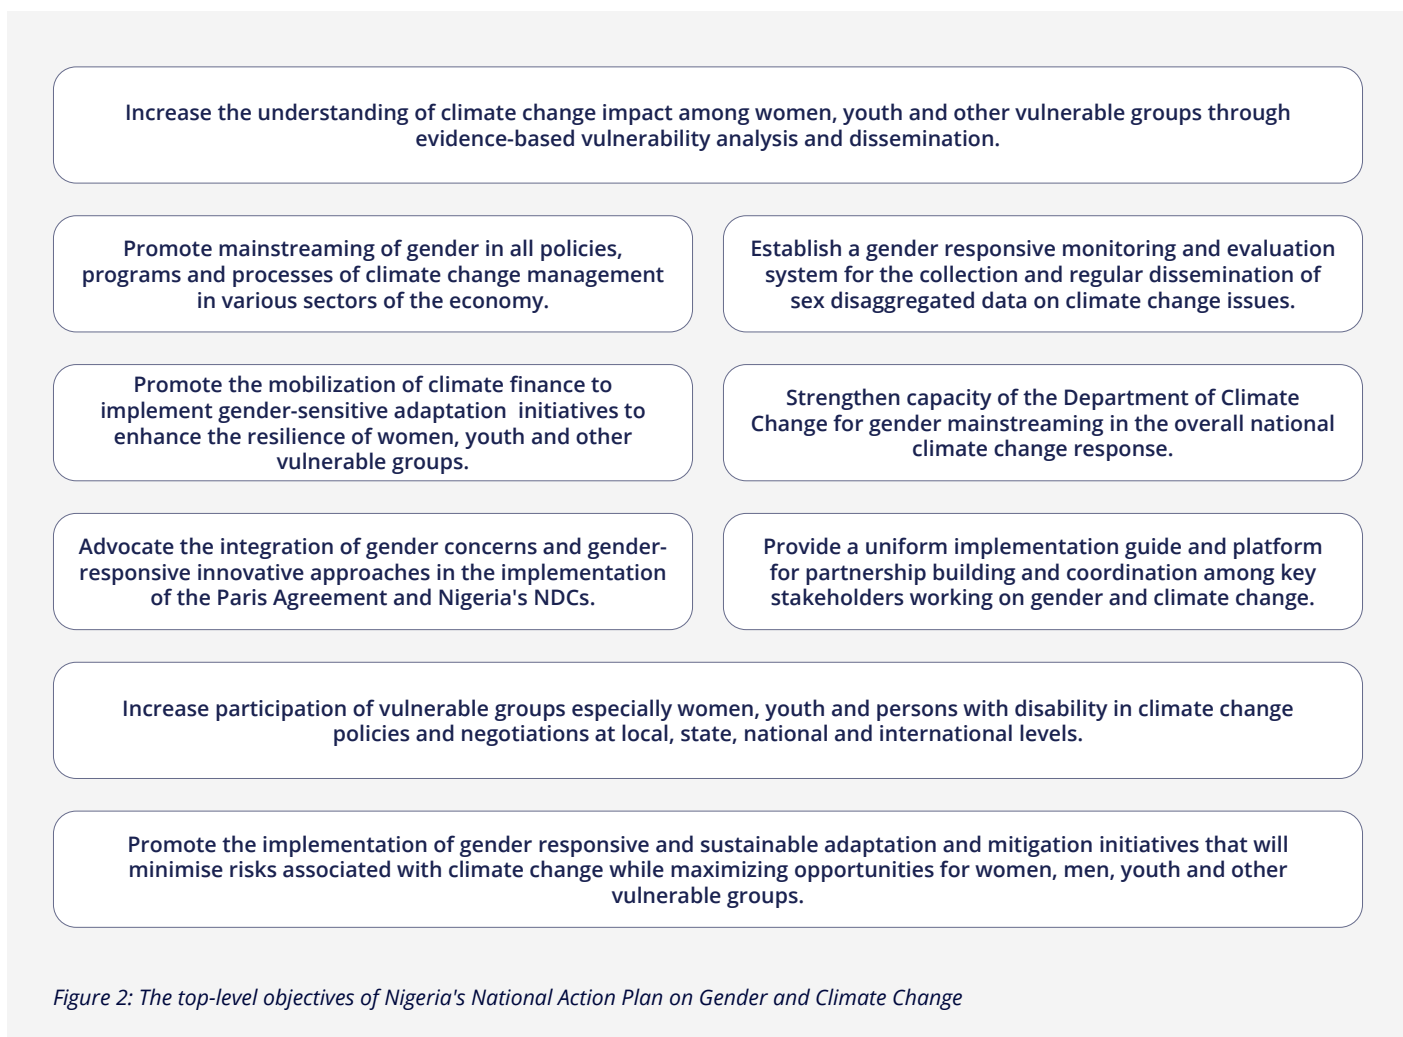 Increase the understanding of climate change impact among women, youth and other vulnerable groups through
evidence-based vulnerability analysis and dissemination.
Promote mainstreaming of gender in all policies,
programs and processes of climate change management
in various sectors of the economy.
Establish a gender responsive monitoring and evaluation
system for the collection and regular dissemination of
sex disaggregated data on climate change issues.
Promote the mobilization of climate finance to
implement gender-sensitive adaptation  initiatives to
enhance the resilience of women, youth and other
vulnerable groups.
Strengthen capacity of the Department of Climate
Change for gender mainstreaming in the overall national
climate change response.
Advocate the integration of gender concerns and gender-
responsive innovative approaches in the implementation
of the Paris Agreement and Nigeria's NDCs.
Provide a uniform implementation guide and platform
for partnership building and coordination among key
stakeholders working on gender and climate change.
Increase participation of vulnerable groups especially women, youth and persons with disability in climate change
policies and negotiations at local, state, national and international levels.
Promote the implementation of gender responsive and sustainable adaptation and mitigation initiatives that will
minimise risks associated with climate change while maximizing opportunities for women, men, youth and other
vulnerable groups.
Figure 2: The top-level objectives of Nigeria's National Action Plan on Gender and Climate Change